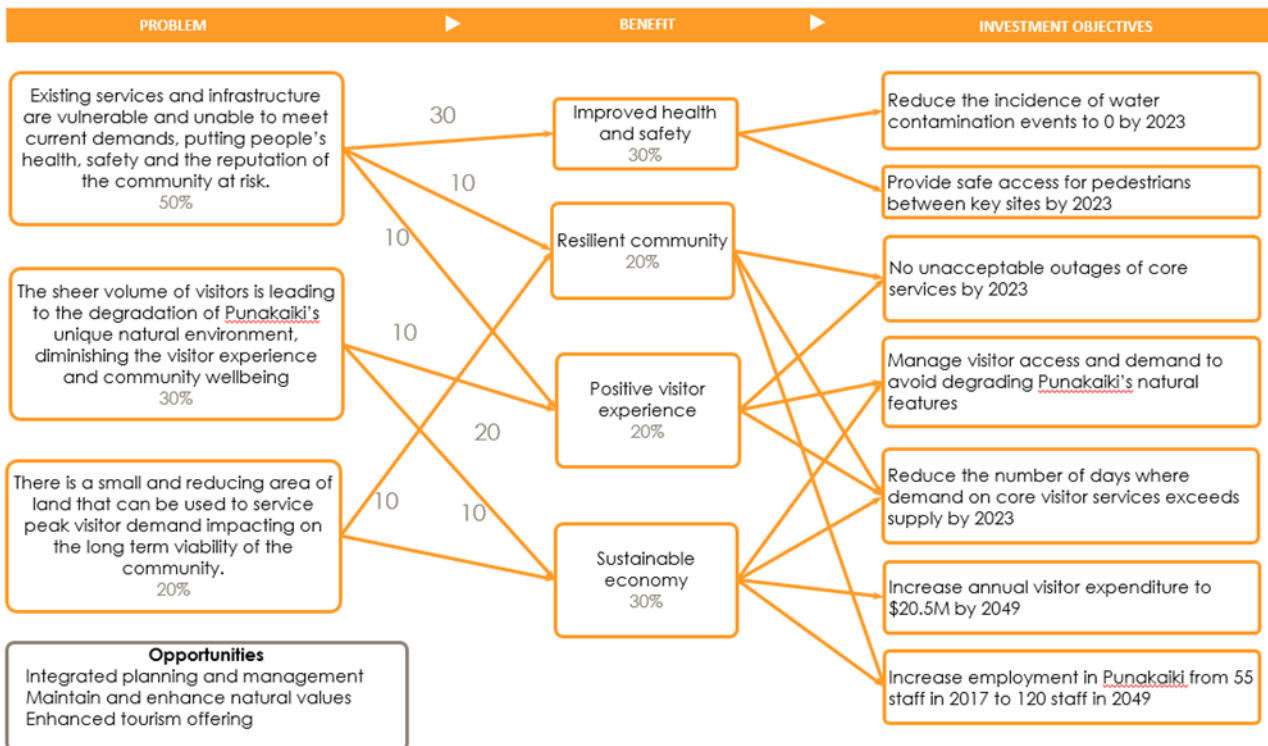 PROBLEM
BENEFIT
INVESTMENT OBJECTIVES
Existing services and infrastructure
are vulnerable and unable to meet
current demands, putting people's
health, safety and the reputation of
the community at risk.
50%
The sheer volume of visitors is leading
to the degradation of Punakaiki's
unique natural environment,
diminishing the visitor experience
and community wellbeing
30%
There is a small and reducing area of
land that can be used to service
peak visitor demand impacting on
the long term viability of the
community.
20%
Opportunities
Integrated planning and management
Maintain and enhance natural values
Enhanced tourism offering
30
10
10
10
20
10
10
Improved health
and safety
30%
Resilient community
20%
Positive visitor
experience
20%
Sustainable
economy
30%
Reduce the incidence of water
contamination events to 0 by 2023
Provide safe access for pedestrians
between key sites by 2023
No unacceptable outages of core
services by 2023
Manage visitor access and demand to
avoid degrading Punakaiki's natural
features
Reduce the number of days where
demand on core visitor services exceeds
supply by 2023
Increase annual visitor expenditure to
$20.5M by 2049
Increase employment in Punakaiki from 55
staff in 2017 to 120 staff in 2049